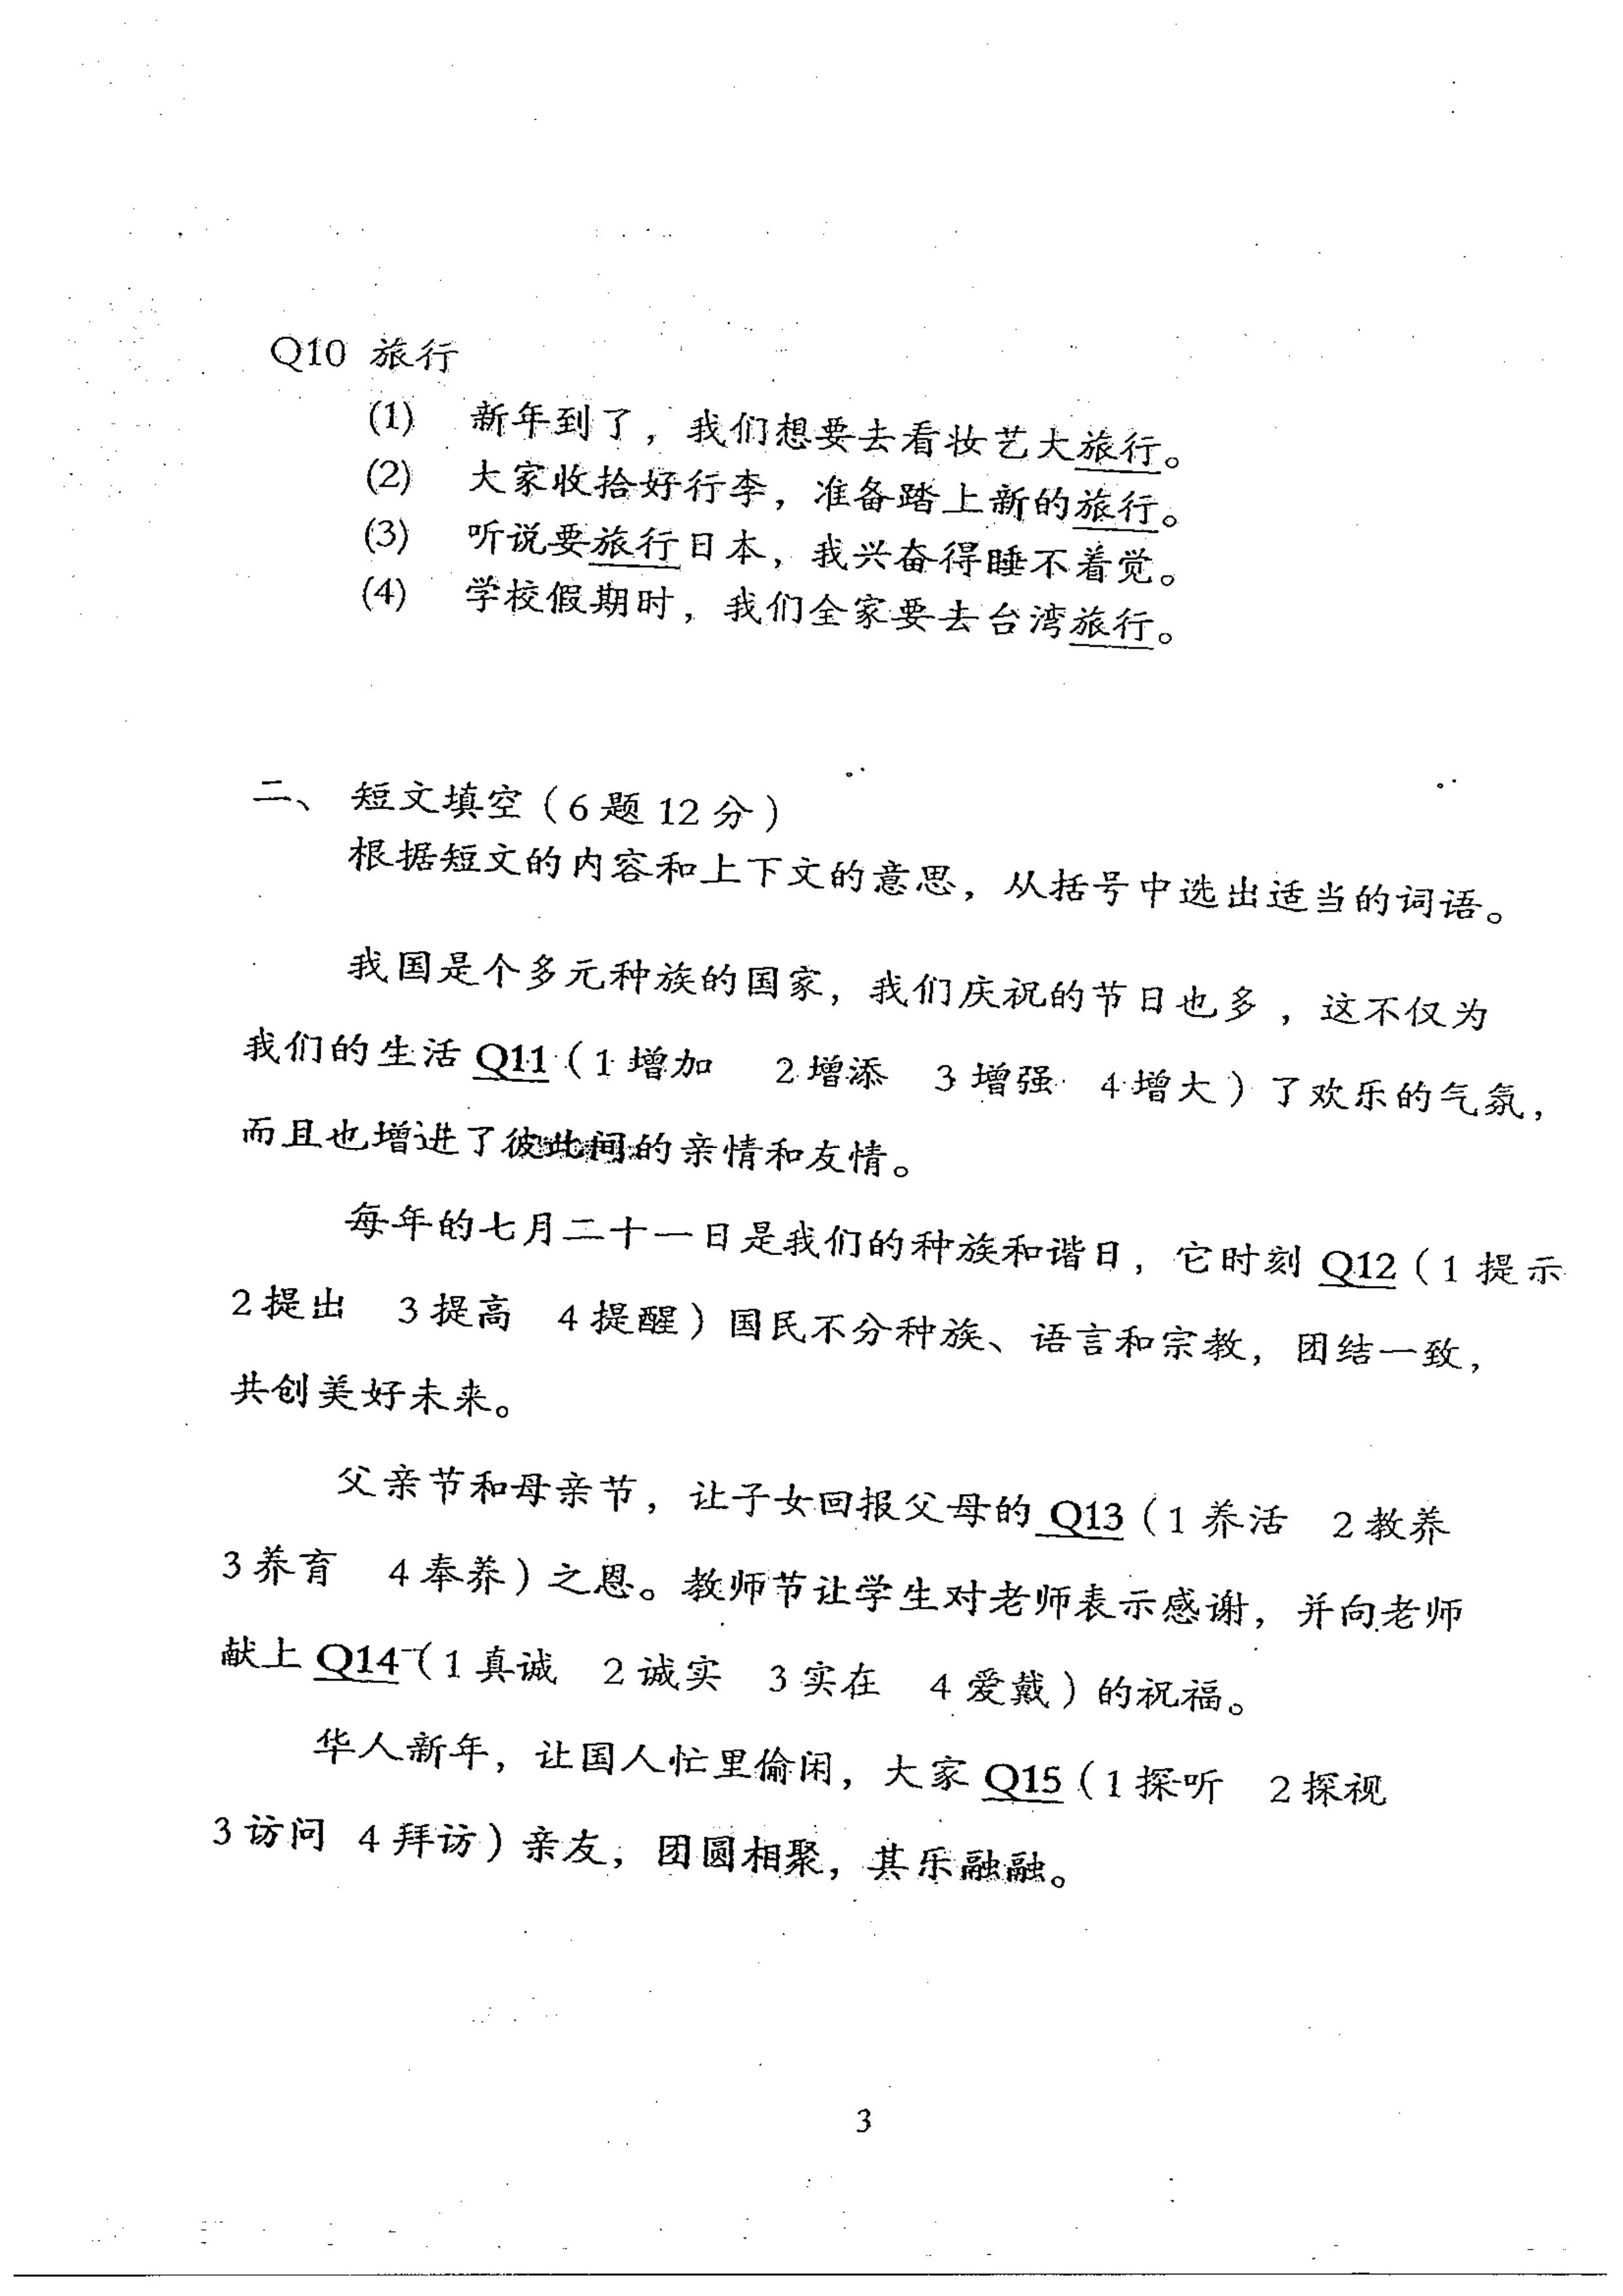 Q10 旅行
(1) 新年到了，我们想要去看妆艺大旅行。
(2) 大家收拾好行李，准备踏上新的旅行。
(3) 听说要旅行日本，我兴奋得睡不着觉。
(4) 学校假期时，我们全家要去台湾旅行。
二、 短文填空（6题12分）
根据短文的内容和上下文的意思，从括号中选出适当的词语。
我国是个多元种族的国家，我们庆祝的节日也多，这不仅为
我们的生活Q11（1增加 2增添 3增强 4增大）了欢乐的气氛，
而且也增进了彼此间的亲情和友情。
每年的七月二十一日是我们的种族和谐日，它时刻Q12（1提示
2提出 3提高 4提醒）国民不分种族、语言和宗教，团结一致，
共创美好未来。
父亲节和母亲节，让子女回报父母的Q13（1养活 2教养
3养育 4奉养）之恩。教师节让学生对老师表示感谢，并向老师
献上Q14（1真诚 2诚实 3实在 4爱戴）的祝福。
华人新年，让国人忙里偷闲，大家Q15（1探听 2探视
3访问 4拜访）亲友，团圆相聚，其乐融融。
3